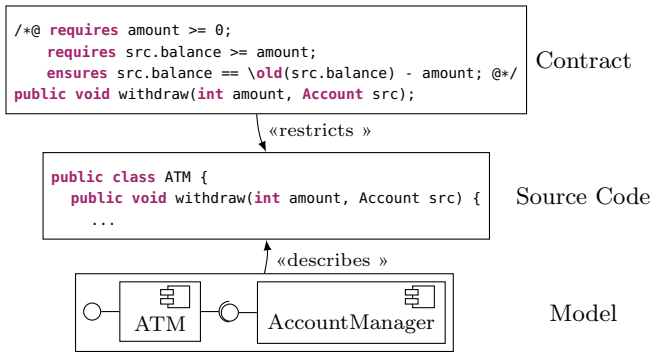 /*@ requires amount >= 0;
requires src.balance >= amount;
ensures src.balance == \old(src.balance) - amount; @*/
public void withdraw(int amount, Account src);
Contract
«restricts »
public class ATM {
public void withdraw(int amount, Account src) {
...
Source Code
«describes »
ATM
AccountManager
Model